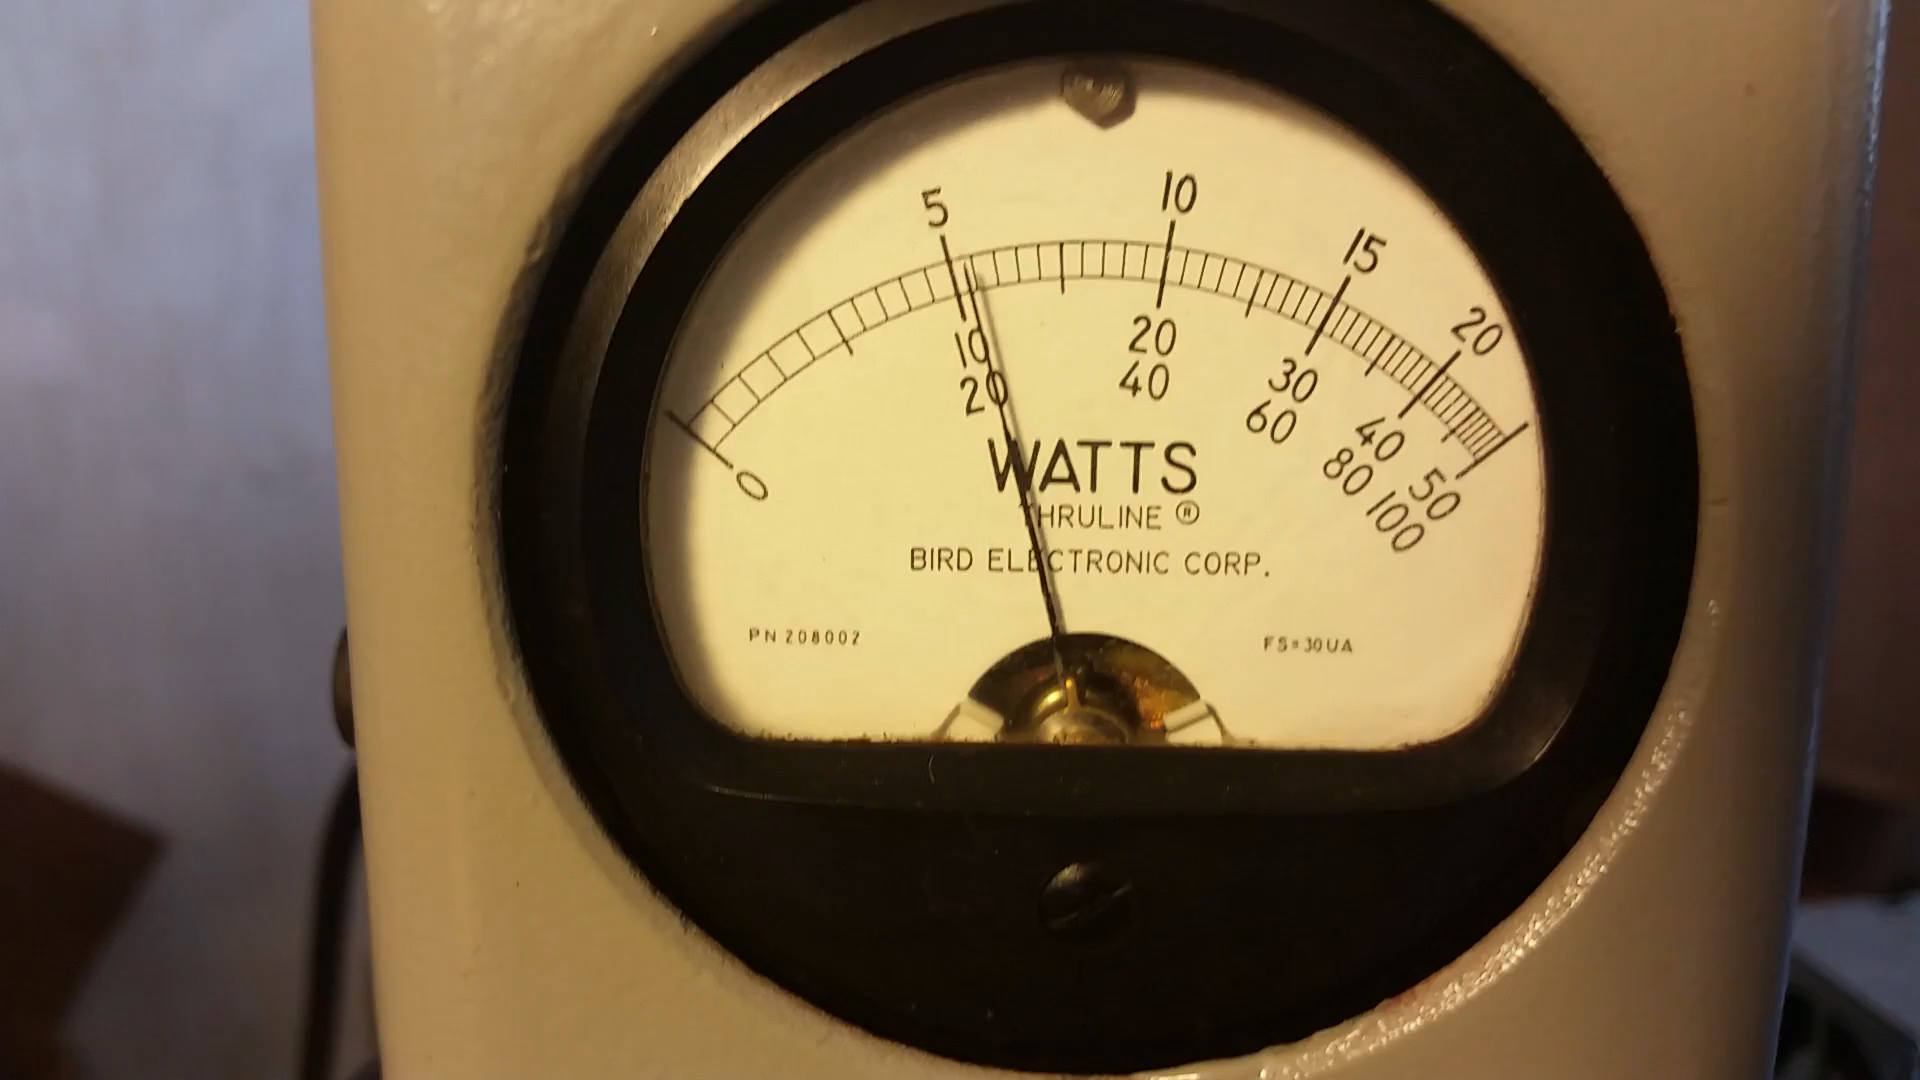 5 10 15 20
10 20 30 40 50
20 40 60 80 100
0
WATTS
THRULINE ®
BIRD ELECTRONIC CORP.
PN 208002 FS=30UA